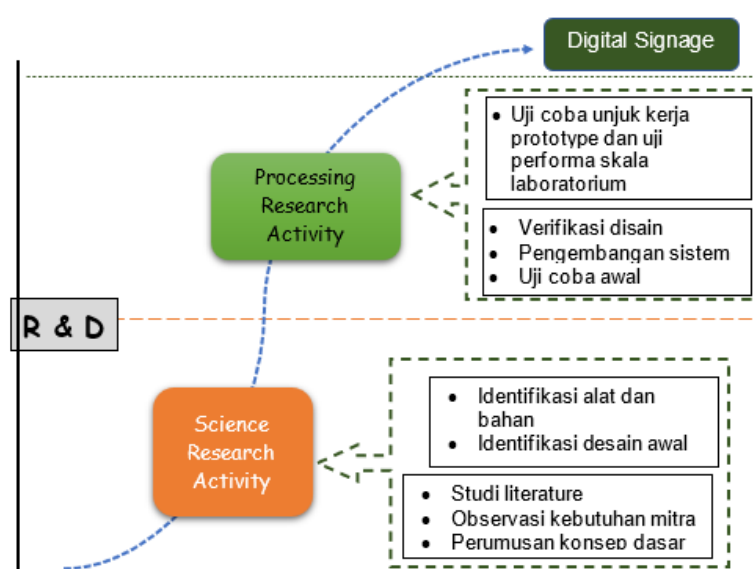 Digital Signage
• Uji coba unjuk kerja
prototype dan uji
performa skala
laboratorium
Processing
Research
Activity
• Verifikasi disain
• Pengembangan sistem
• Uji coba awal
R & D
• Identifikasi alat dan
bahan
• Identifikasi desain awal
Science
Research
Activity
• Studi literature
• Observasi kebutuhan mitra
• Perumusan konsep dasar